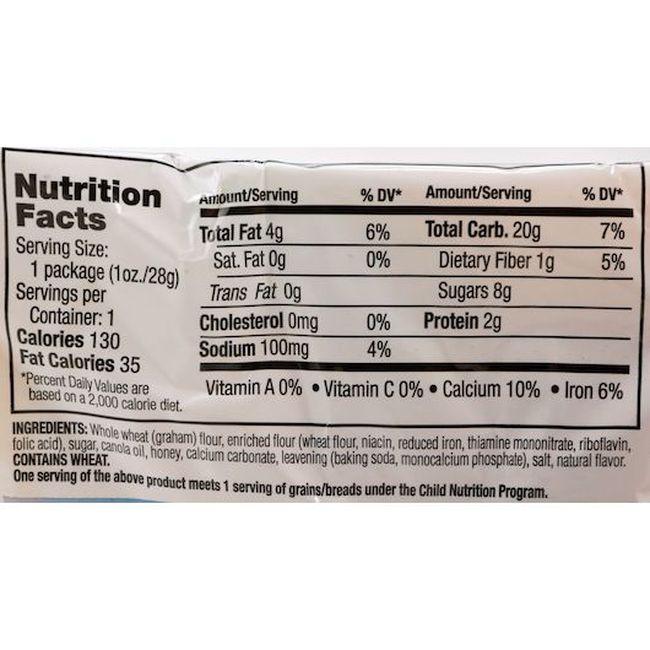 Nutrition
Facts
Serving Size:
1 package (1oz./28g)
Servings per
Container: 1
Calories 130
Fat Calories 35
*Percent Daily Values are
based on a 2,000 calorie diet.
Amount/Serving % DV* Amount/Serving % DV*
Total Fat 4g 6% Total Carb. 20g 7%
Sat. Fat 0g 0% Dietary Fiber 1g 5%
Trans Fat 0g Sugars 8g
Cholesterol 0mg 0% Protein 2g
Sodium 100mg 4%
Vitamin A 0% • Vitamin C 0% • Calcium 10% • Iron 6%
INGREDIENTS: Whole wheat (graham) flour, enriched flour (wheat flour, niacin, reduced iron, thiamine mononitrate, riboflavin,
folic acid), sugar, canola oil, honey, calcium carbonate, leavening (baking soda, monocalcium phosphate), salt, natural flavor.
CONTAINS WHEAT.
One serving of the above product meets 1 serving of grains/breads under the Child Nutrition Program.